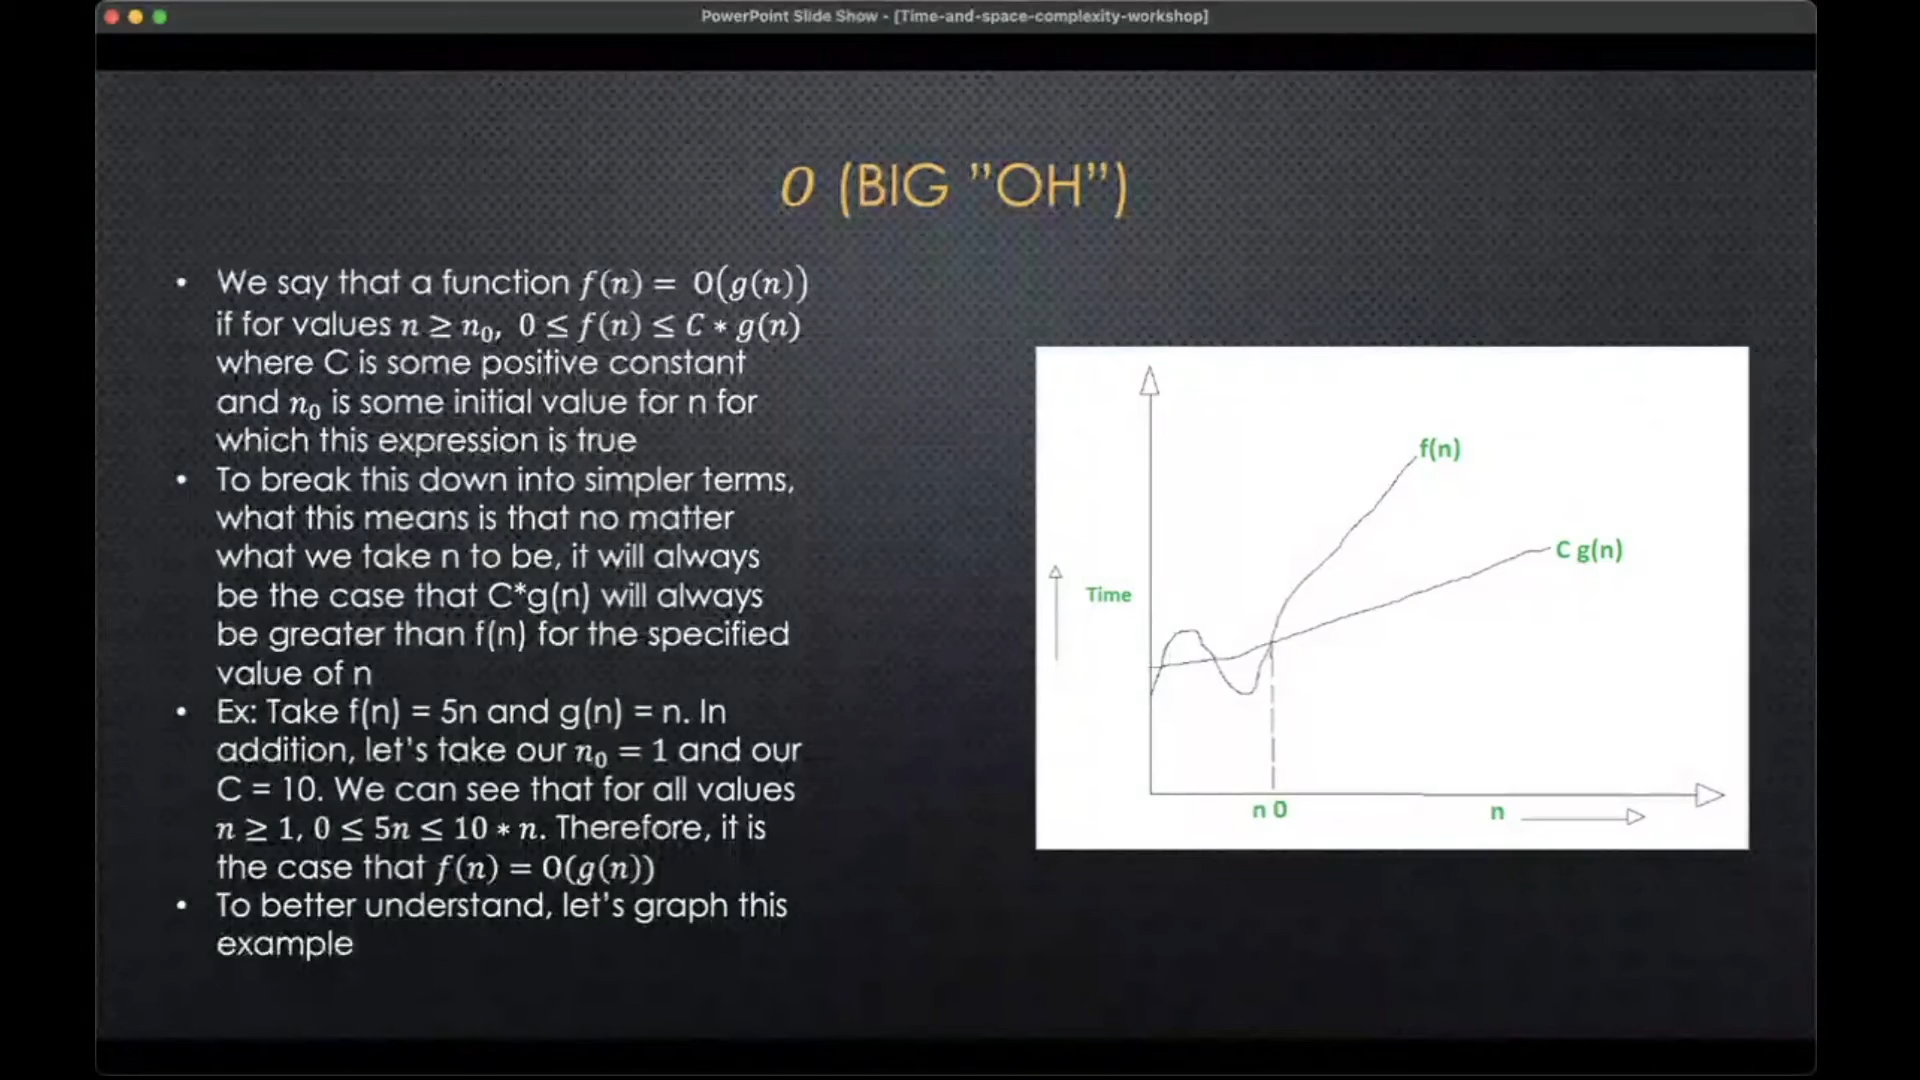 PowerPoint Slide Show - [Time-and-space-complexity-workshop]
O (BIG ”OH”)
• We say that a function f(n) = O(g(n))
if for values n ≥ n₀, 0 ≤ f(n) ≤ C * g(n)
where C is some positive constant
and n₀ is some initial value for n for
which this expression is true
• To break this down into simpler terms,
what this means is that no matter
what we take n to be, it will always
be the case that C*g(n) will always
be greater than f(n) for the specified
value of n
• Ex: Take f(n) = 5n and g(n) = n. In
addition, let’s take our n₀ = 1 and our
C = 10. We can see that for all values
n ≥ 1, 0 ≤ 5n ≤ 10 * n. Therefore, it is
the case that f(n) = O(g(n))
• To better understand, let’s graph this
example
f(n)
C g(n)
Time
n 0
n